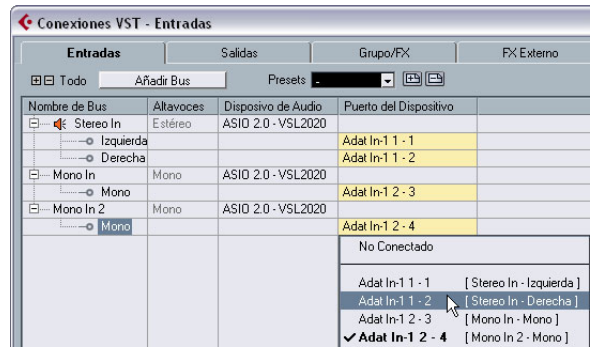 Conexiones VST - Entradas
Entradas Salidas Grupo/FX FX Externo
Todo Añadir Bus Presets -
Nombre de Bus Altavoces Disposivo de Audio Puerto del Dispositivo
Stereo In Estéreo ASIO 2.0 - VSL2020
Izquierda Adat In-1 1 - 1
Derecha Adat In-1 1 - 2
Mono In Mono ASIO 2.0 - VSL2020
Mono Adat In-1 2 - 3
Mono In 2 Mono ASIO 2.0 - VSL2020
Mono Adat In-1 2 - 4
No Conectado
Adat In-1 1 - 1 [ Stereo In - Izquierda ]
Adat In-1 1 - 2 [ Stereo In - Derecha ]
Adat In-1 2 - 3 [ Mono In - Mono ]
✓ Adat In-1 2 - 4 [ Mono In 2 - Mono ]